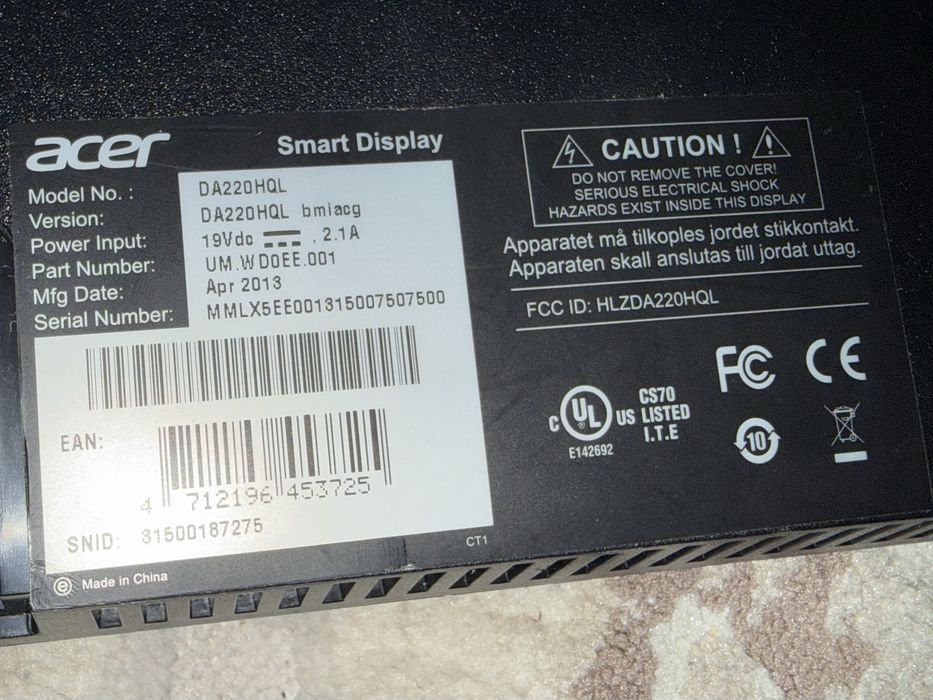 acer
Smart Display
Model No. : DA220HQL
Version: DA220HQL bmiacg
Power Input: 19Vdc , 2.1A
Part Number: UM.WD0EE.001
Mfg Date: Apr 2013
Serial Number: MMLX5EE001315007507500
EAN:
4 712196 453725
SNID: 31500187275
e Made in China
CT1
CAUTION !
DO NOT REMOVE THE COVER!
SERIOUS ELECTRICAL SHOCK
HAZARDS EXIST INSIDE THIS DISPLAY
Apparatet må tilkoples jordet stikkontakt.
Apparaten skall anslutas till jordat uttag.
FCC ID: HLZDA220HQL
FC CE
c UL US
CS70
LISTED
I.T.E
E142692
10